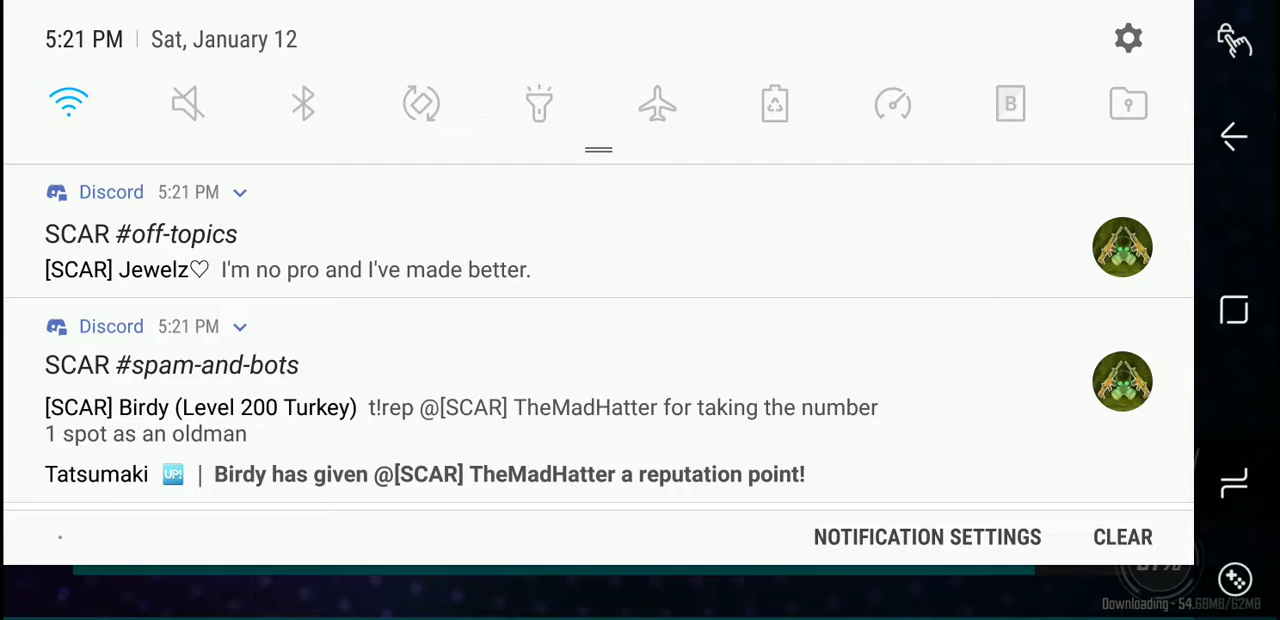 5:21 PM | Sat, January 12
B
Discord 5:21 PM
SCAR #off-topics
[SCAR] Jewelz♡ I'm no pro and I've made better.
Discord 5:21 PM
SCAR #spam-and-bots
[SCAR] Birdy (Level 200 Turkey) t!rep @[SCAR] TheMadHatter for taking the number
1 spot as an oldman
Tatsumaki 🆙 | Birdy has given @[SCAR] TheMadHatter a reputation point!
NOTIFICATION SETTINGS CLEAR
Downloading - 54.68MB/62MB